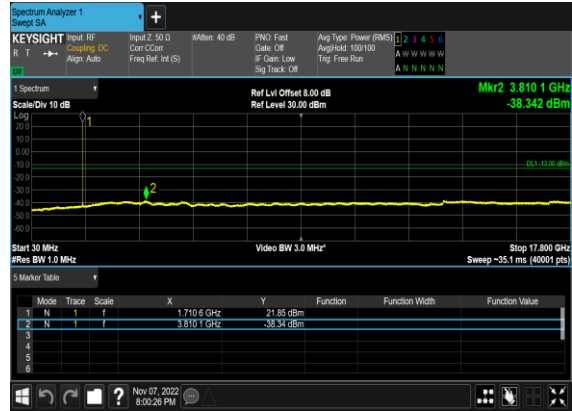 Spectrum Analyzer 1
Swept SA
+
KEYSIGHT Input: RF Input Z: 50 Ω #Atten: 40 dB PNO: Fast Avg Type: Power (RMS) 1 2 3 4 5 6
R T Coupling: DC Corr CCorr Gate: Off Avg|Hold: 100/100 A W W W W W
Align: Auto Freq Ref: Int (S) IF Gain: Low Trig: Free Run
Sig Track: Off A N N N N N
1 Spectrum Ref Lvl Offset 8.00 dB Mkr2 3.810 1 GHz
Scale/Div 10 dB Ref Level 30.00 dBm -38.342 dBm
Log
1
20.0
10.0
0.00
-10.0
DL1 -13.00 dBm
-20.0
-30.0
2
-40.0
-50.0
-60.0
Start 30 MHz Video BW 3.0 MHz* Stop 17.800 GHz
#Res BW 1.0 MHz Sweep ~35.1 ms (40001 pts)
5 Marker Table
Mode Trace Scale X Y Function Function Width Function Value
1 N 1 f 1.710 6 GHz 21.85 dBm
2 N 1 f 3.810 1 GHz -38.34 dBm
3
4
5
6
? Nov 07, 2022
8:00:26 PM